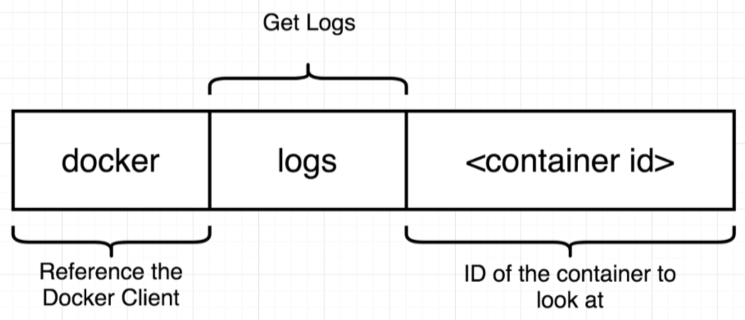 Get Logs
docker logs <container id>
Reference the
Docker Client
ID of the container to
look at